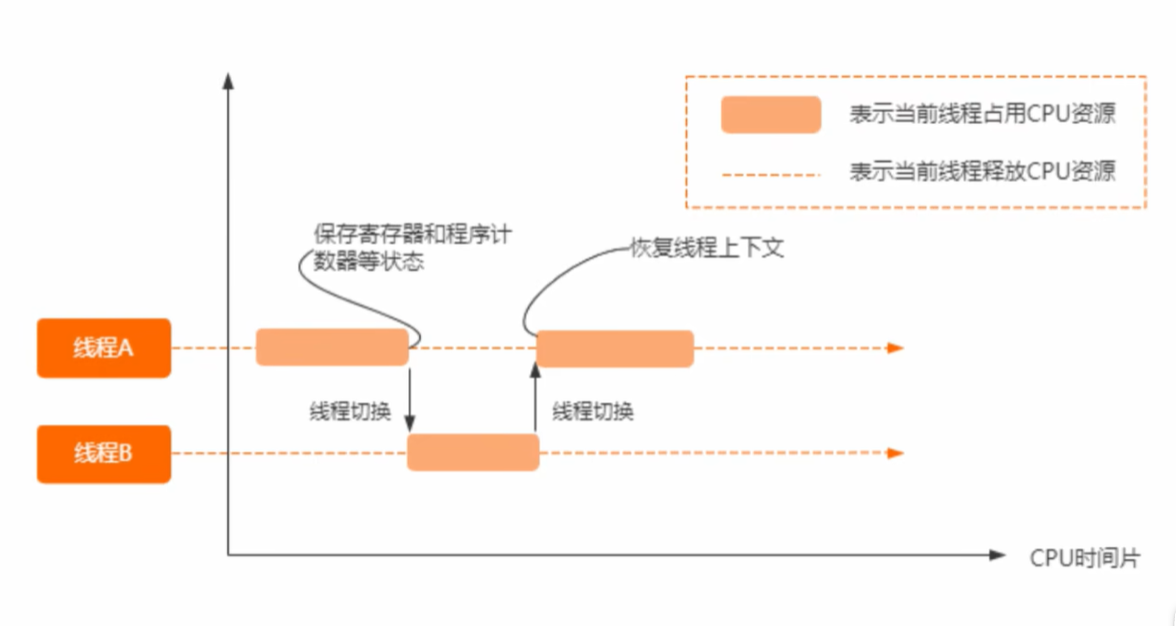 表示当前线程占用CPU资源
表示当前线程释放CPU资源
保存寄存器和程序计
数器等状态
恢复线程上下文
线程A
线程切换
线程切换
线程B
CPU时间片